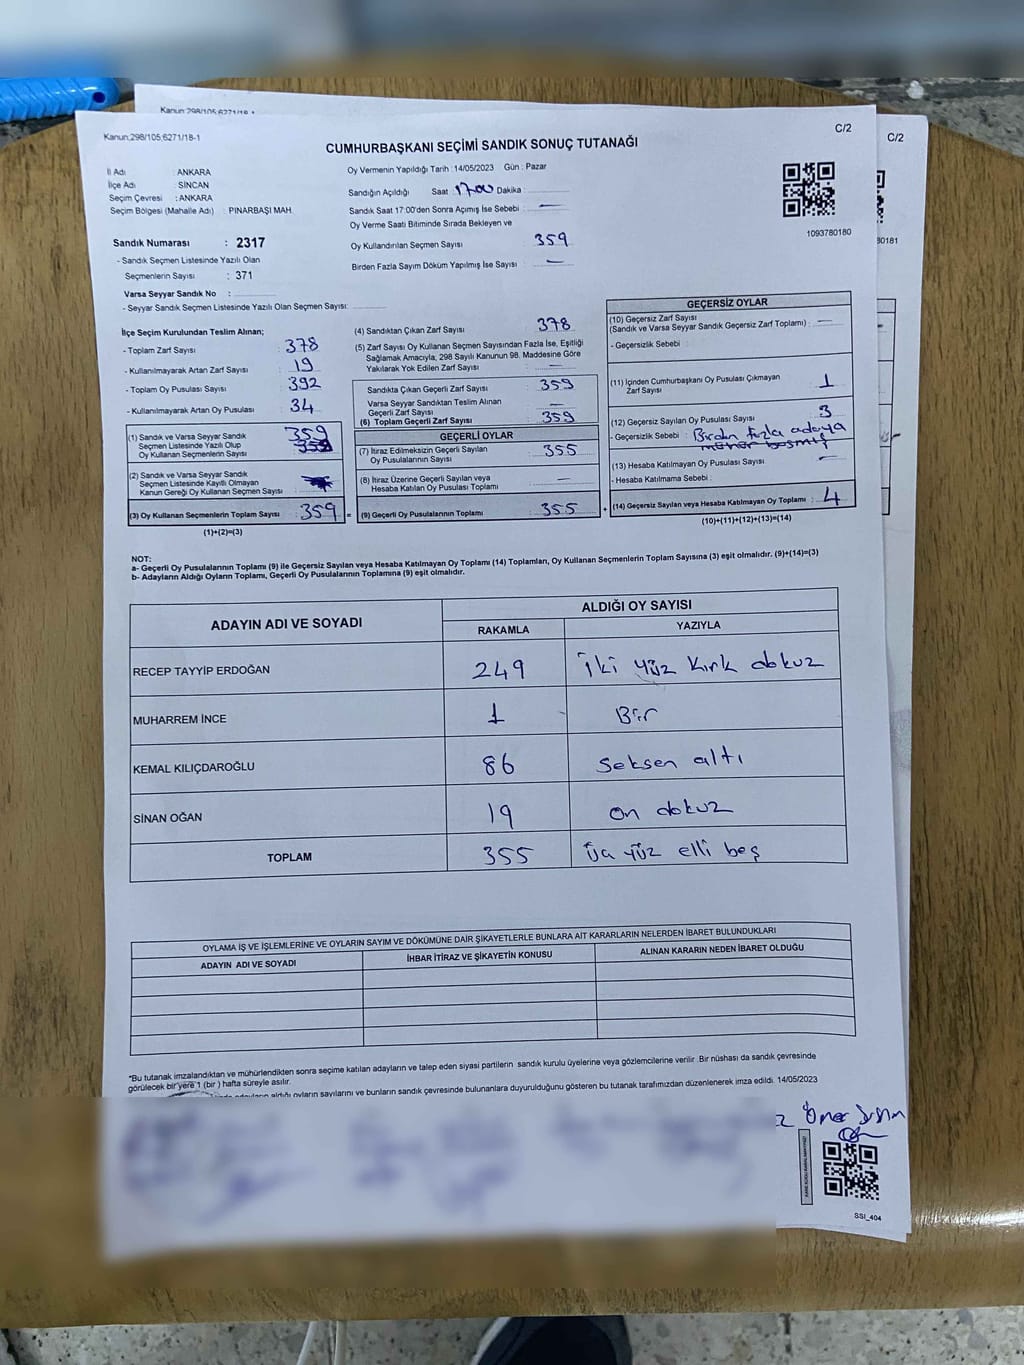 Kanun:298/105;6271/18-1
C/2
C/2
Kanun;298/105;6271/18-1
CUMHURBAŞKANI SEÇİMİ SANDIK SONUÇ TUTANAĞI
İl Adı : ANKARA
İlçe Adı : SİNCAN
Seçim Çevresi : ANKARA
Seçim Bölgesi (Mahalle Adı) : PINARBAŞI MAH.
Sandık Numarası : 2317
- Sandık Seçmen Listesinde Yazılı Olan
Seçmenlerin Sayısı : 371
Varsa Seyyar Sandık No :
- Seyyar Sandık Seçmen Listesinde Yazılı Olan Seçmen Sayısı:
Oy Vermenin Yapıldığı Tarih : 14/05/2023 Gün : Pazar
Sandığın Açıldığı Saat : 17:00 Dakika :
Sandık Saat 17:00'den Sonra Açımış İse Sebebi : —
Oy Verme Saati Bitiminde Sırada Bekleyen ve
Oy Kullandırılan Seçmen Sayısı 359
Birden Fazla Sayım Döküm Yapılmış İse Sayısı : —
1093780180
80181
İlçe Seçim Kurulundan Teslim Alınan;
- Toplam Zarf Sayısı : 378
- Kullanılmayarak Artan Zarf Sayısı : 19
- Toplam Oy Pusulası Sayısı : 392
- Kullanılmayarak Artan Oy Pusulası : 34
(1) Sandık ve Varsa Seyyar Sandık
Seçmen Listesinde Yazılı Olup
Oy Kullanan Seçmenlerin Sayısı : 359
(2) Sandık ve Varsa Seyyar Sandık
Seçmen Listesinde Kayıtlı Olmayan
Kanun Gereği Oy Kullanan Seçmen Sayısı :
(3) Oy Kullanan Seçmenlerin Toplam Sayısı : 359 =
(1)+(2)=(3)
(4) Sandıktan Çıkan Zarf Sayısı : 378
(5) Zarf Sayısı Oy Kullanan Seçmen Sayısından Fazla İse, Eşitliği
Sağlamak Amacıyla; 298 Sayılı Kanunun 98. Maddesine Göre
Yakılarak Yok Edilen Zarf Sayısı : —
Sandıkta Çıkan Geçerli Zarf Sayısı : 359
Varsa Seyyar Sandıktan Teslim Alınan
Geçerli Zarf Sayısı : —
(6) Toplam Geçerli Zarf Sayısı : 359
GEÇERLİ OYLAR
(7) İtiraz Edilmeksizin Geçerli Sayılan
Oy Pusulalarının Sayısı : 355
(8) İtiraz Üzerine Geçerli Sayılan veya
Hesaba Katılan Oy Pusulası Toplamı : —
(9) Geçerli Oy Pusulalarının Toplamı : 355 +
GEÇERSİZ OYLAR
(10) Geçersiz Zarf Sayısı
(Sandık ve Varsa Seyyar Sandık Geçersiz Zarf Toplamı) : —
- Geçersizlik Sebebi :
(11) İçinden Cumhurbaşkanı Oy Pusulası Çıkmayan
Zarf Sayısı : 1
(12) Geçersiz Sayılan Oy Pusulası Sayısı : 3
- Geçersizlik Sebebi : Birdn fazla adaya
mühür basmış
(13) Hesaba Katılmayan Oy Pusulası Sayısı : —
- Hesaba Katılmama Sebebi :
(14) Geçersiz Sayılan veya Hesaba Katılmayan Oy Toplamı : 4
(10)+(11)+(12)+(13)=(14)
NOT:
a- Geçerli Oy Pusulalarının Toplamı (9) ile Geçersiz Sayılan veya Hesaba Katılmayan Oy Toplamı (14) Toplamları, Oy Kullanan Seçmenlerin Toplam Sayısına (3) eşit olmalıdır. (9)+(14)=(3)
b- Adayların Aldığı Oyların Toplamı, Geçerli Oy Pusulalarının Toplamına (9) eşit olmalıdır.
ADAYIN ADI VE SOYADI
ALDIĞI OY SAYISI
RAKAMLA YAZIYLA
RECEP TAYYİP ERDOĞAN 249 iki yüz kırk dokuz
MUHARREM İNCE 1 Bir
KEMAL KILIÇDAROĞLU 86 Seksen altı
SİNAN OĞAN 19 on dokuz
TOPLAM 355 üç yüz elli beş
OYLAMA İŞ VE İŞLEMLERİNE VE OYLARIN SAYIM VE DÖKÜMÜNE DAİR ŞİKAYETLERLE BUNLARA AİT KARARLARIN NELERDEN İBARET BULUNDUKLARI
ADAYIN ADI VE SOYADI İHBAR İTİRAZ VE ŞİKAYETİN KONUSU ALINAN KARARIN NEDEN İBARET OLDUĞU
"Bu tutanak imzalandıktan ve mühürlendikten sonra seçime katılan adayların ve talep eden siyasi partilerin sandık kurulu üyelerine veya gözlemcilerine verilir .Bir nüshası da sandık çevresinde
görülecek bir yere 1 (bir ) hafta süreyle asılır.
aldığı oyların sayılarını ve bunların sandık çevresinde bulunanlara duyurulduğunu gösteren bu tutanak tarafımızdan düzenlenerek imza edildi. 14/05/2023
SSI_404